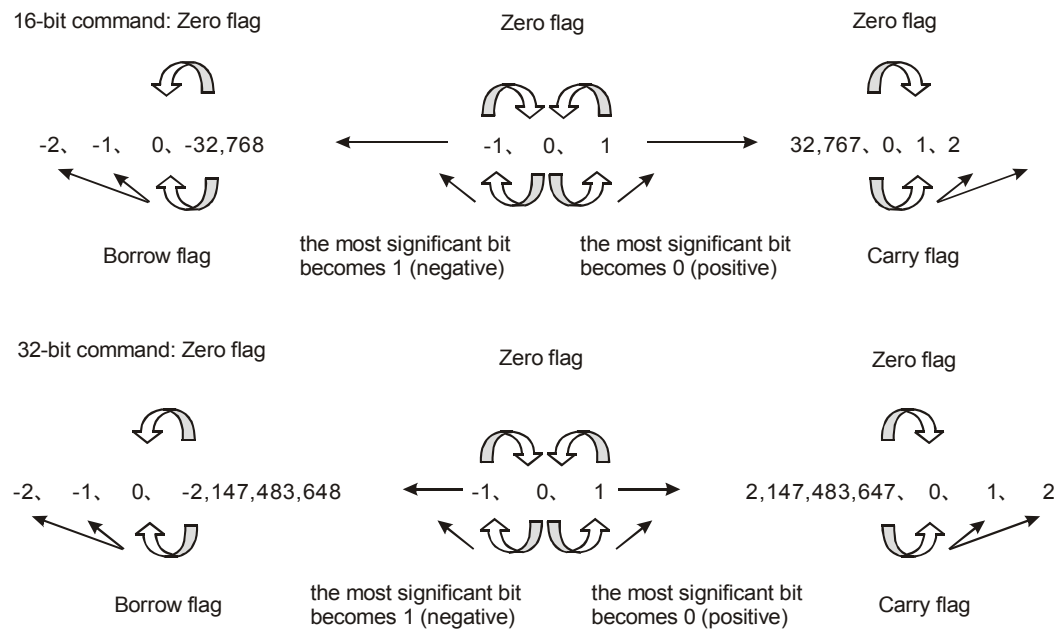 16-bit command: Zero flag
Zero flag
Zero flag
-2、 -1、 0、 -32,768
-1、 0、 1
32,767、 0、 1、 2
Borrow flag
the most significant bit
becomes 1 (negative)
the most significant bit
becomes 0 (positive)
Carry flag
32-bit command: Zero flag
Zero flag
Zero flag
-2、 -1、 0、 -2,147,483,648
-1、 0、 1
2,147,483,647、 0、 1、 2
Borrow flag
the most significant bit
becomes 1 (negative)
the most significant bit
becomes 0 (positive)
Carry flag